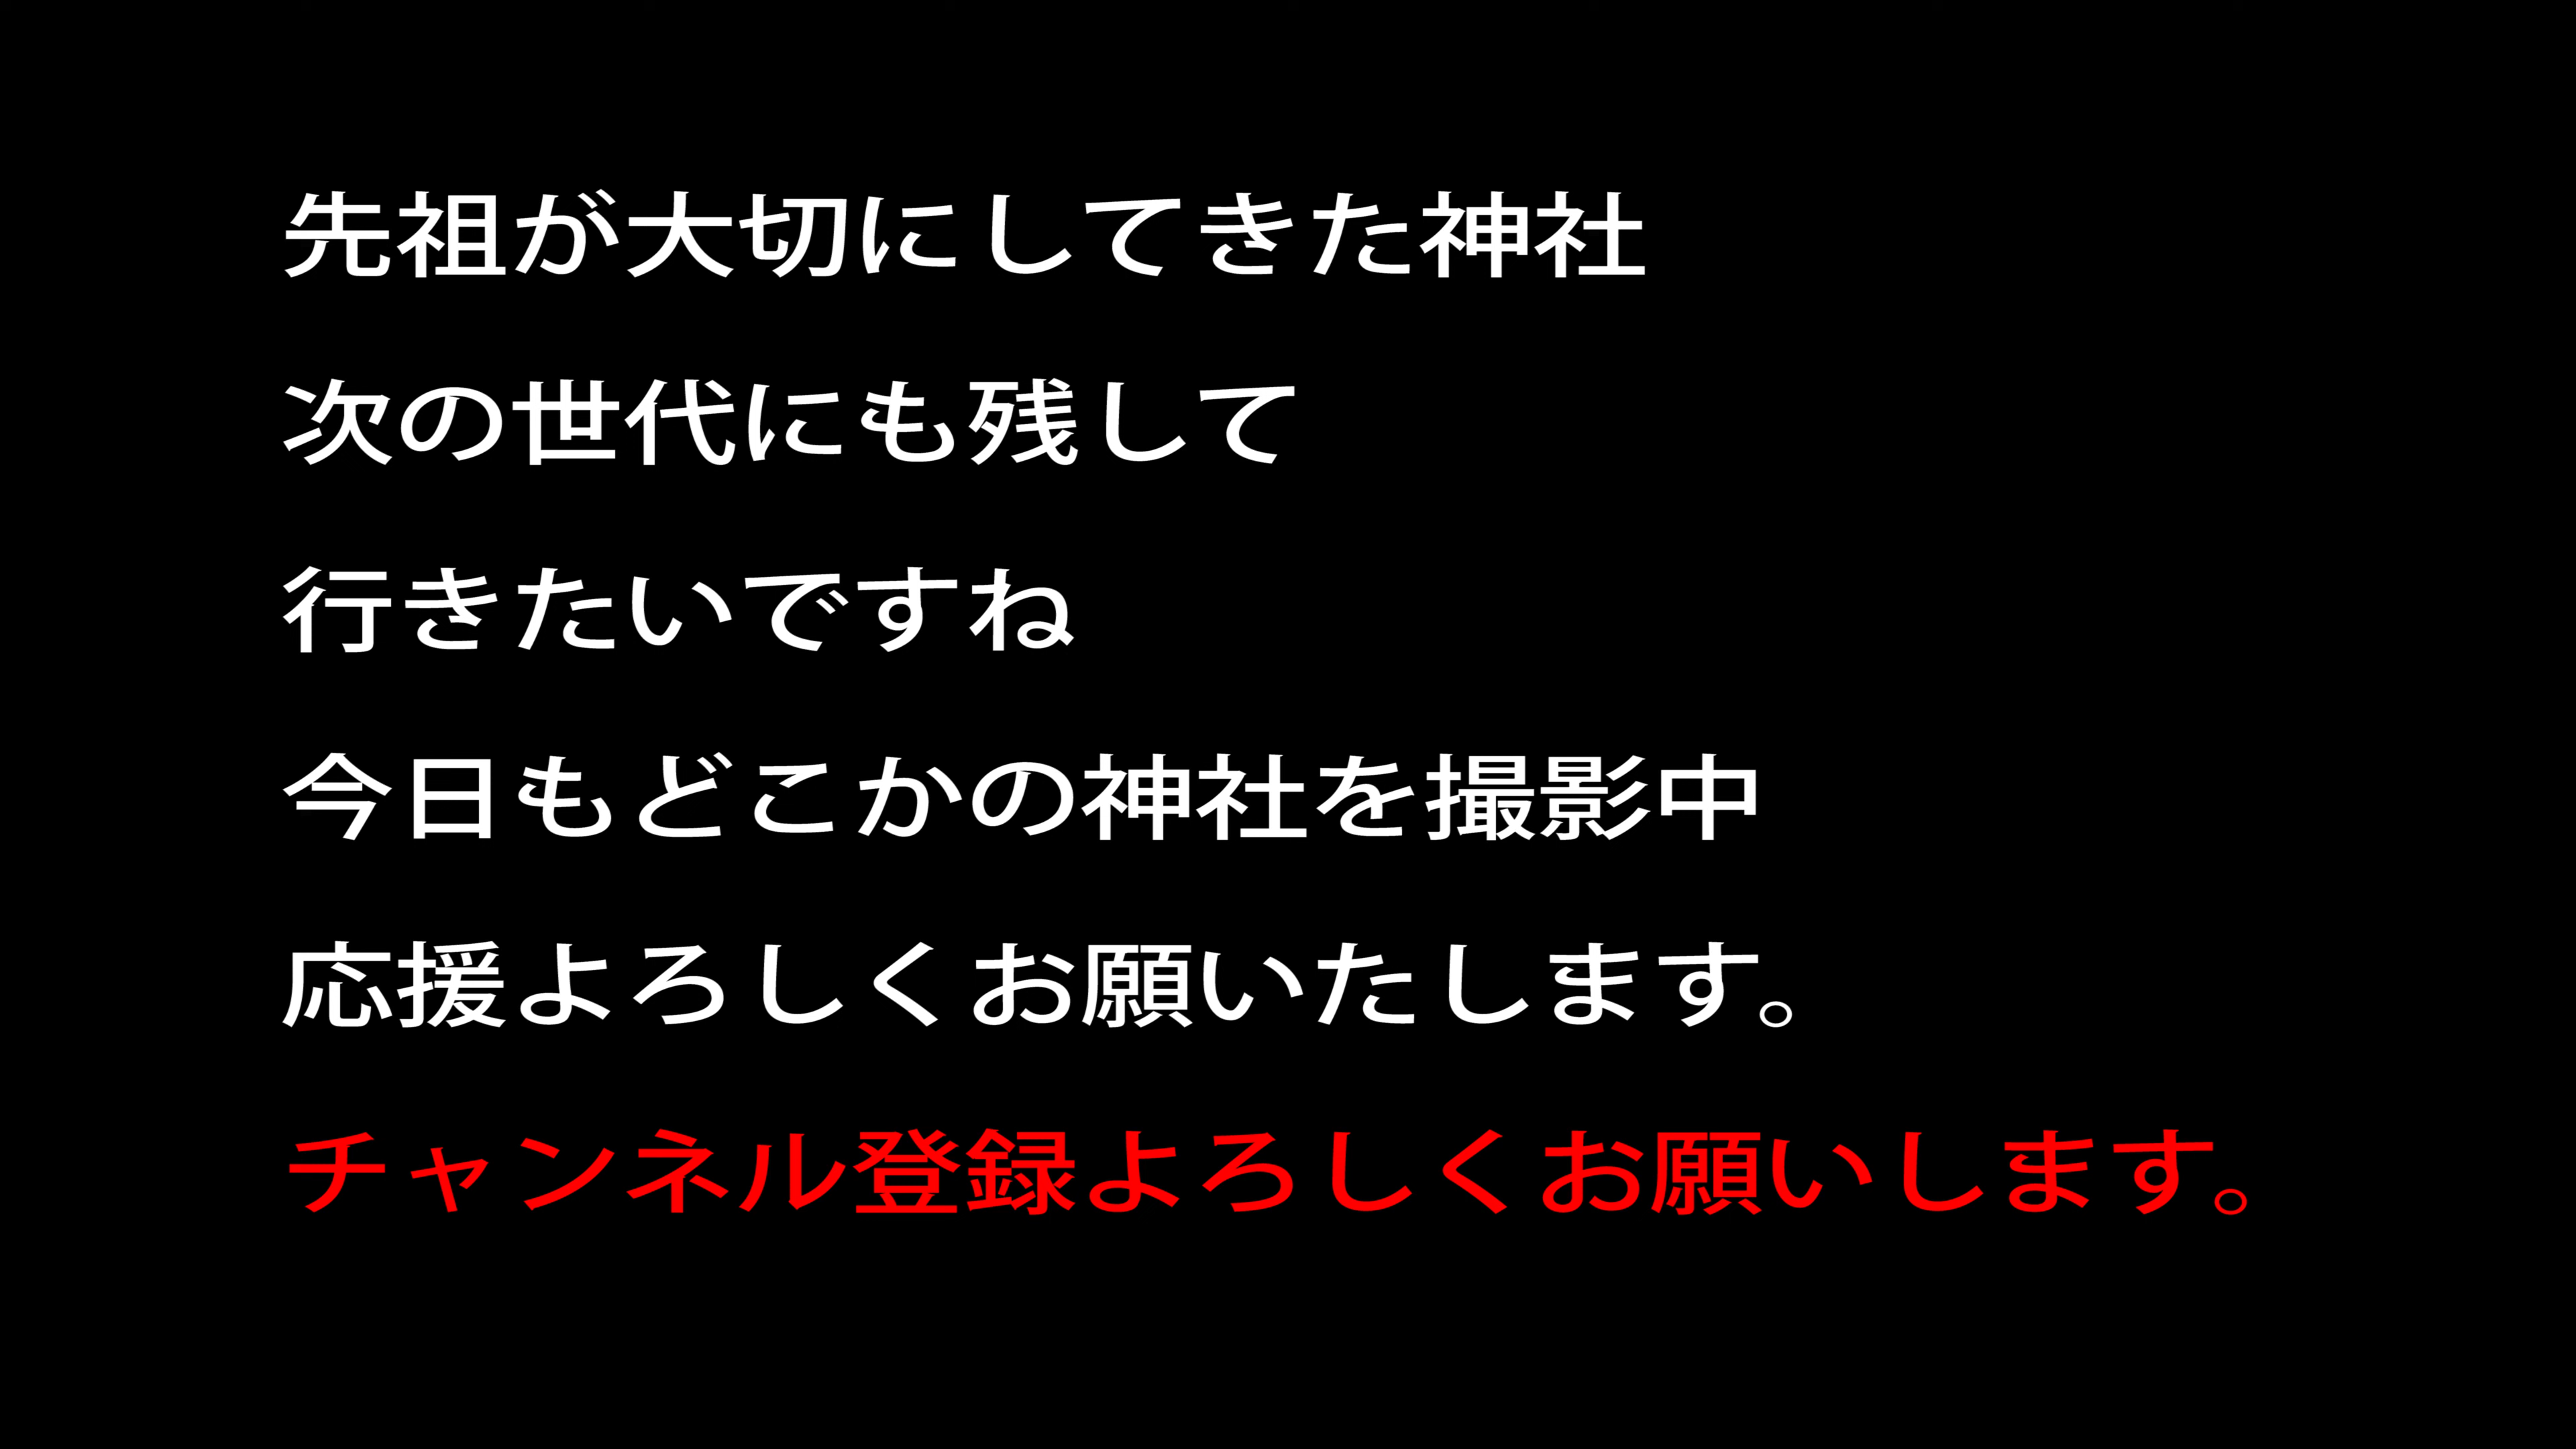 先祖が大切にしてきた神社
次の世代にも残して
行きたいですね
今日もどこかの神社を撮影中
応援よろしくお願いたします。
チャンネル登録よろしくお願いします。